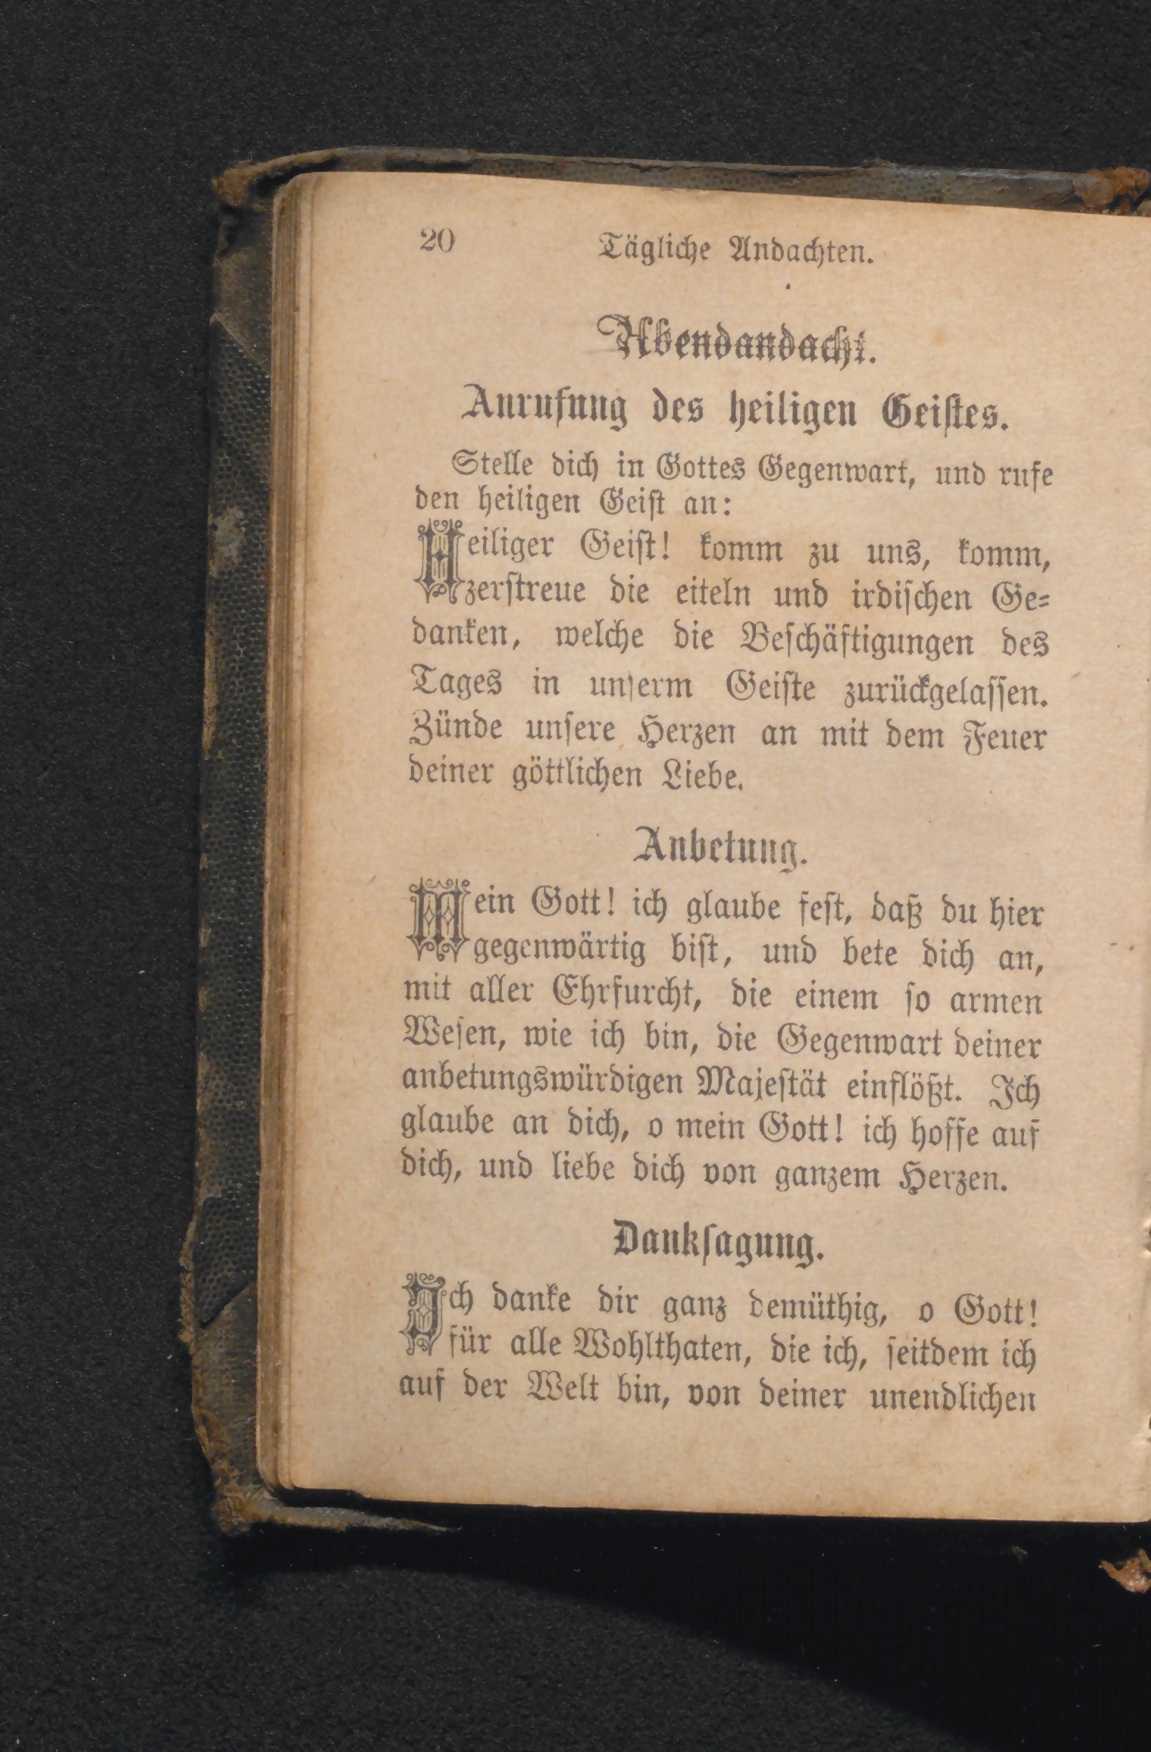 20 Tägliche Andachten.
Abendandacht.
Anrufung des heiligen Geistes.
Stelle dich in Gottes Gegenwart, und rufe
den heiligen Geist an:
Heiliger Geist! komm zu uns, komm,
zerstreue die eiteln und irdischen Ge-
danken, welche die Beschäftigungen des
Tages in unserm Geiste zurückgelassen.
Zünde unsere Herzen an mit dem Feuer
deiner göttlichen Liebe.
Anbetung.
Mein Gott! ich glaube fest, daß du hier
gegenwärtig bist, und bete dich an,
mit aller Ehrfurcht, die einem so armen
Wesen, wie ich bin, die Gegenwart deiner
anbetungswürdigen Majestät einflößt. Ich
glaube an dich, o mein Gott! ich hoffe auf
dich, und liebe dich von ganzem Herzen.
Danksagung.
Ich danke dir ganz demüthig, o Gott!
für alle Wohlthaten, die ich, seitdem ich
auf der Welt bin, von deiner unendlichen